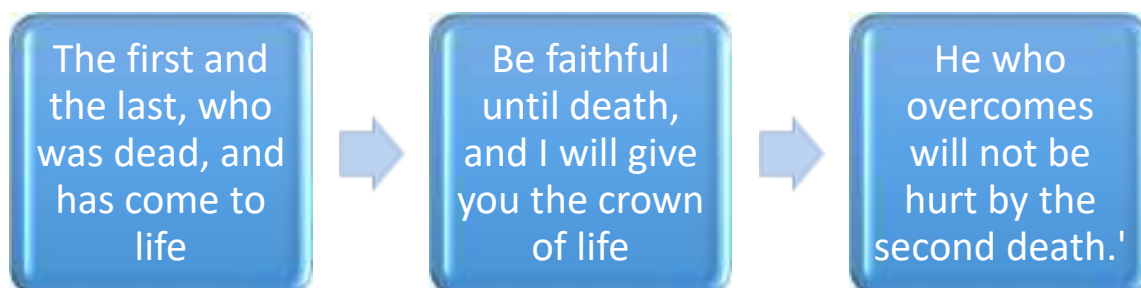 The first and
the last, who
was dead, and
has come to
life
Be faithful
until death,
and I will give
you the crown
of life
He who
overcomes
will not be
hurt by the
second death.'